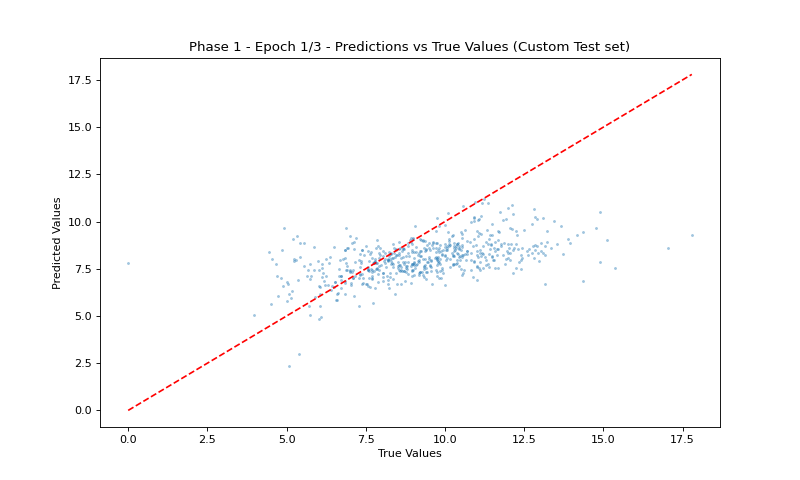 Phase 1 - Epoch 1/3 - Predictions vs True Values (Custom Test set)
Predicted Values
17.5
15.0
12.5
10.0
7.5
5.0
2.5
0.0
0.0 2.5 5.0 7.5 10.0 12.5 15.0 17.5
True Values